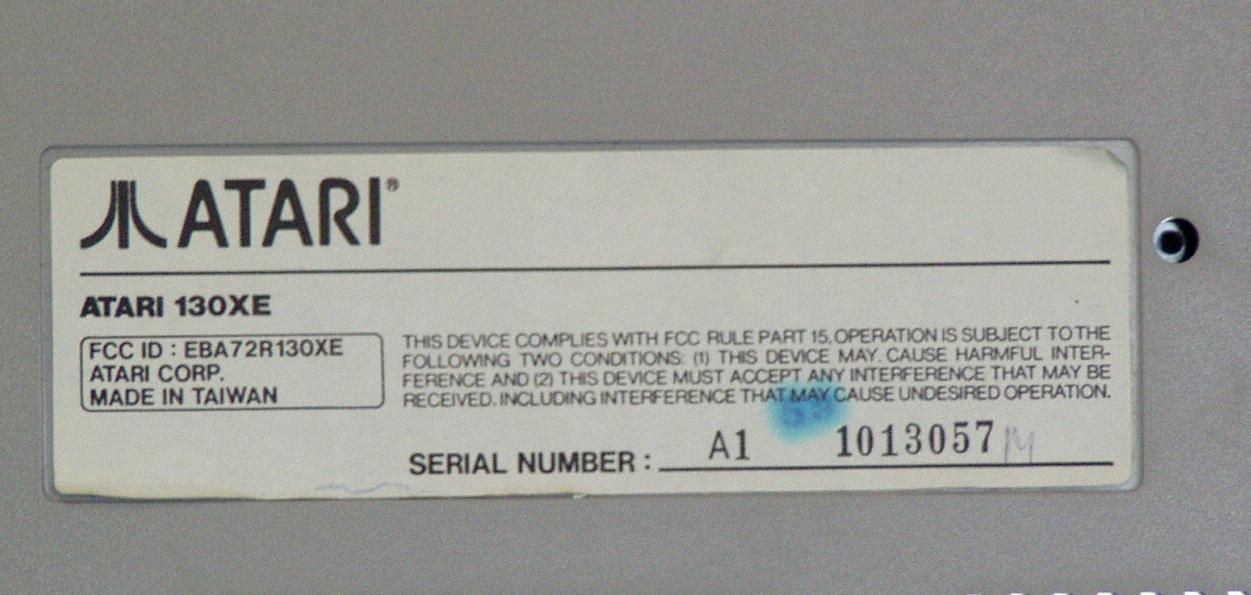 ATARI®
ATARI 130XE
FCC ID : EBA72R130XE
ATARI CORP.
MADE IN TAIWAN
THIS DEVICE COMPLIES WITH FCC RULE PART 15, OPERATION IS SUBJECT TO THE
FOLLOWING TWO CONDITIONS: (1) THIS DEVICE MAY. CAUSE HARMFUL INTER-
FERENCE AND (2) THIS DEVICE MUST ACCEPT ANY INTERFERENCE THAT MAY BE
RECEIVED. INCLUDING INTERFERENCE THAT MAY CAUSE UNDESIRED OPERATION.
SERIAL NUMBER : A1 1013057 M